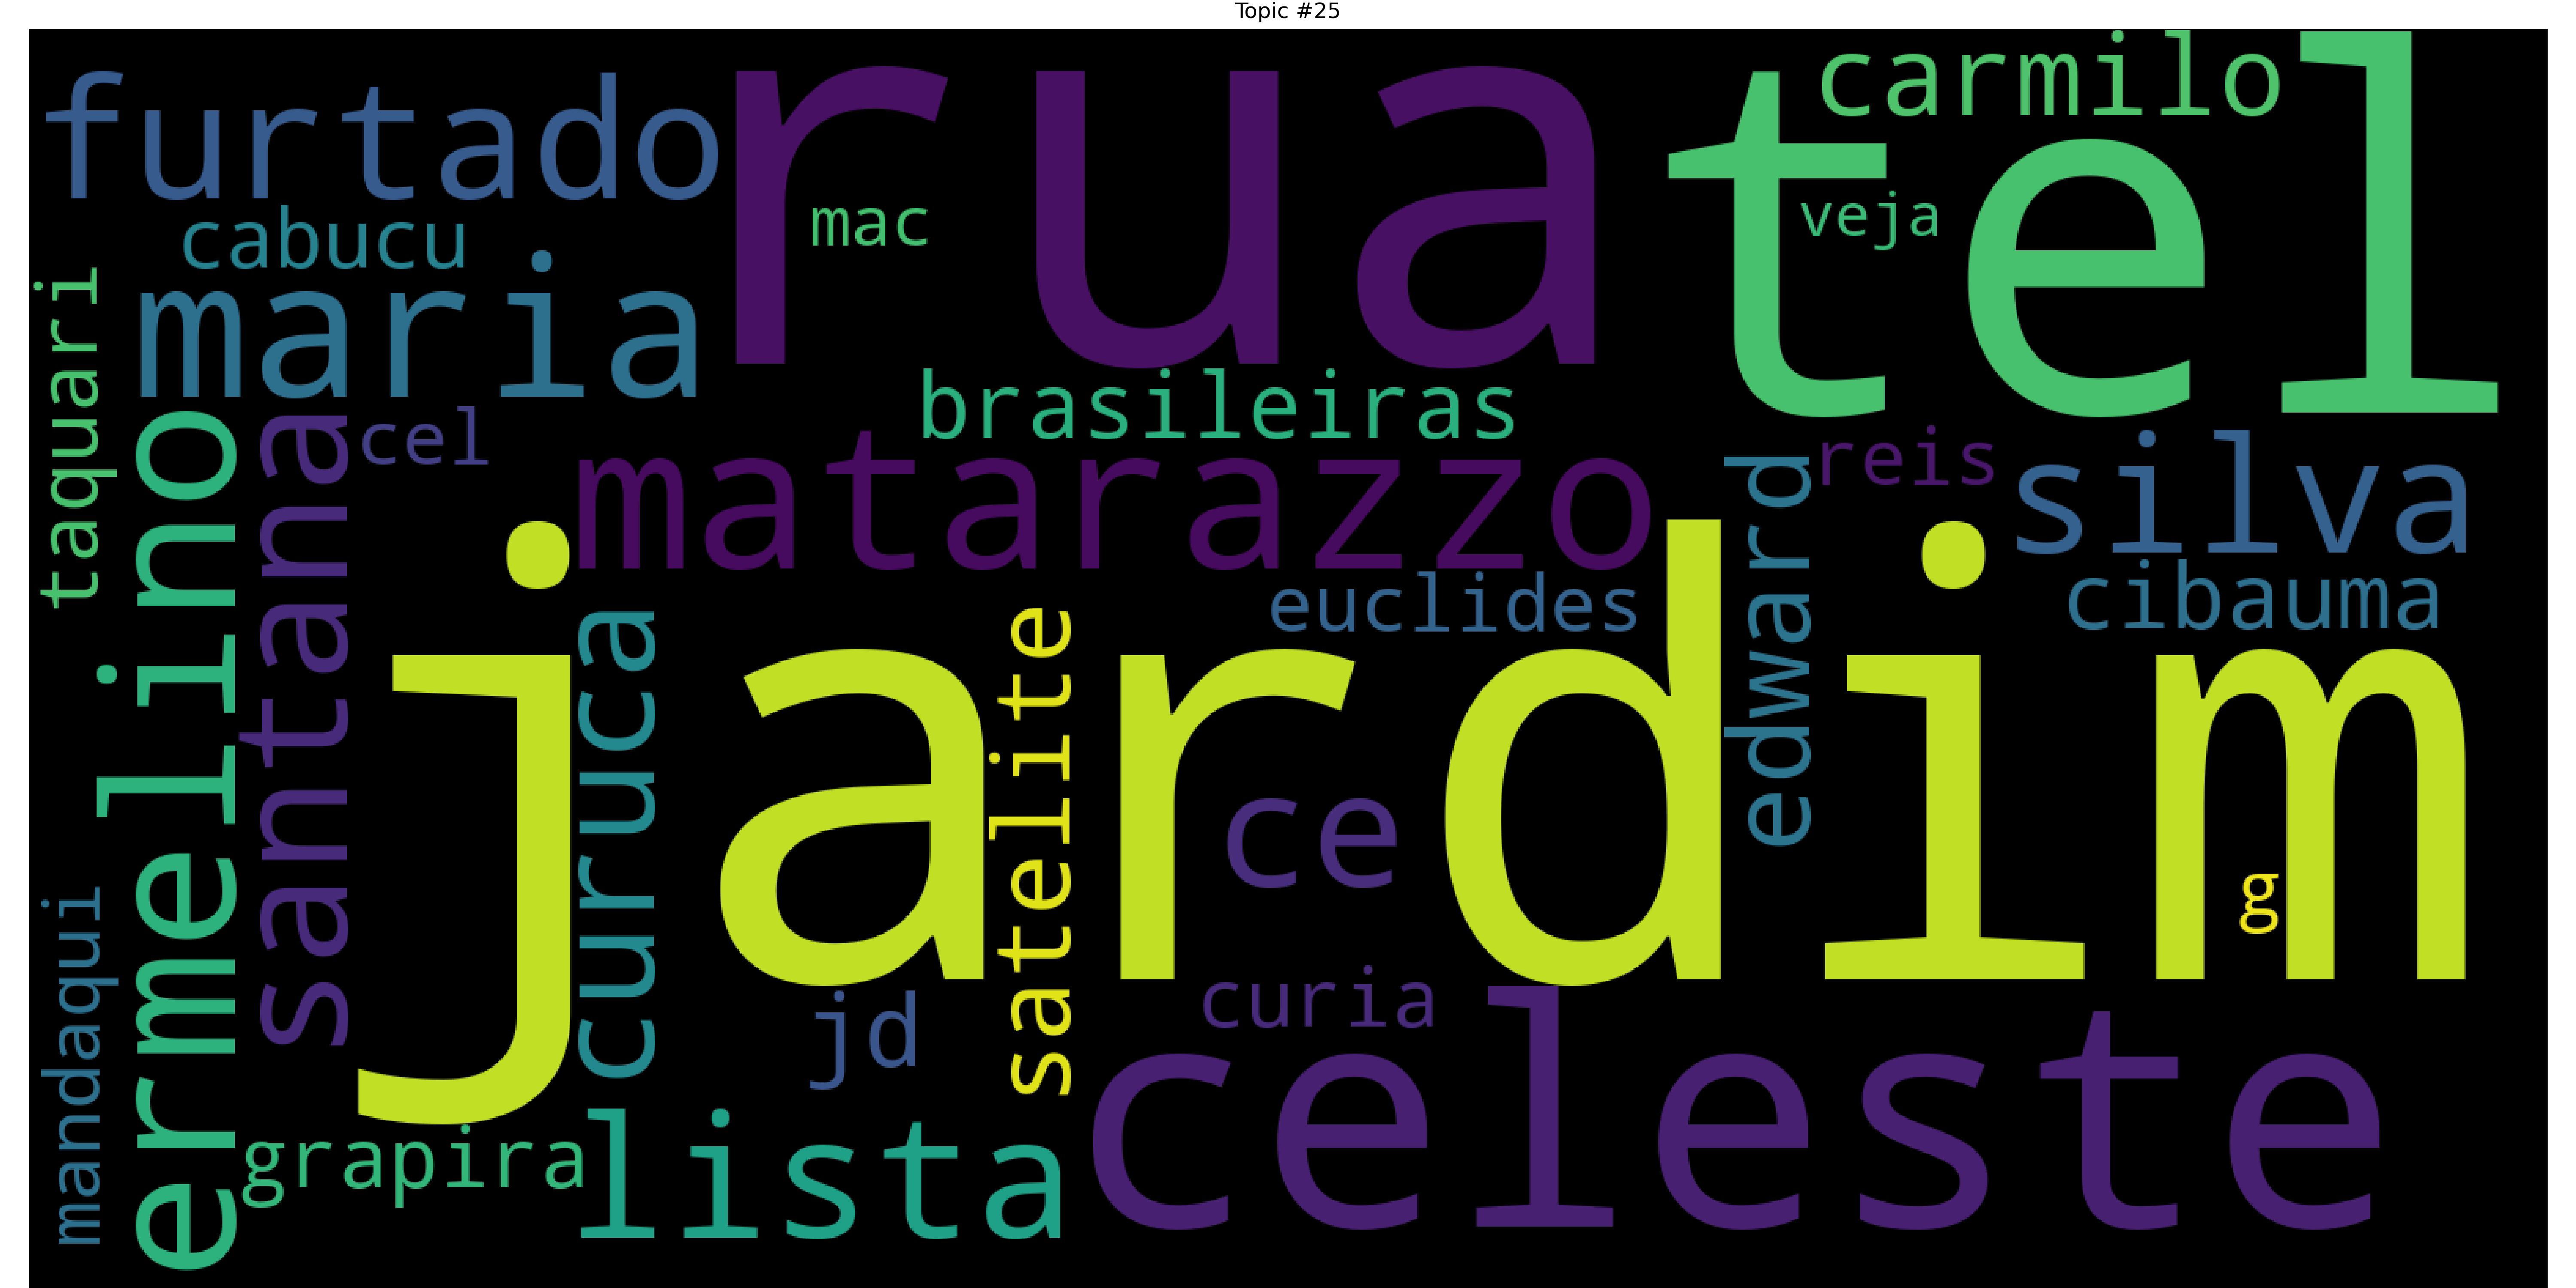 Topic #25
furtado
rua
tel
carmilo
mac
veja
cabucu
maria
taquari
brasileiras
ermelino
santana
cel
matarazzo
reis
silva
edward
euclides
cibauma
jardim
curuca
satelite
ce
g
mandaqui
jd
curia
celeste
grapira
lista